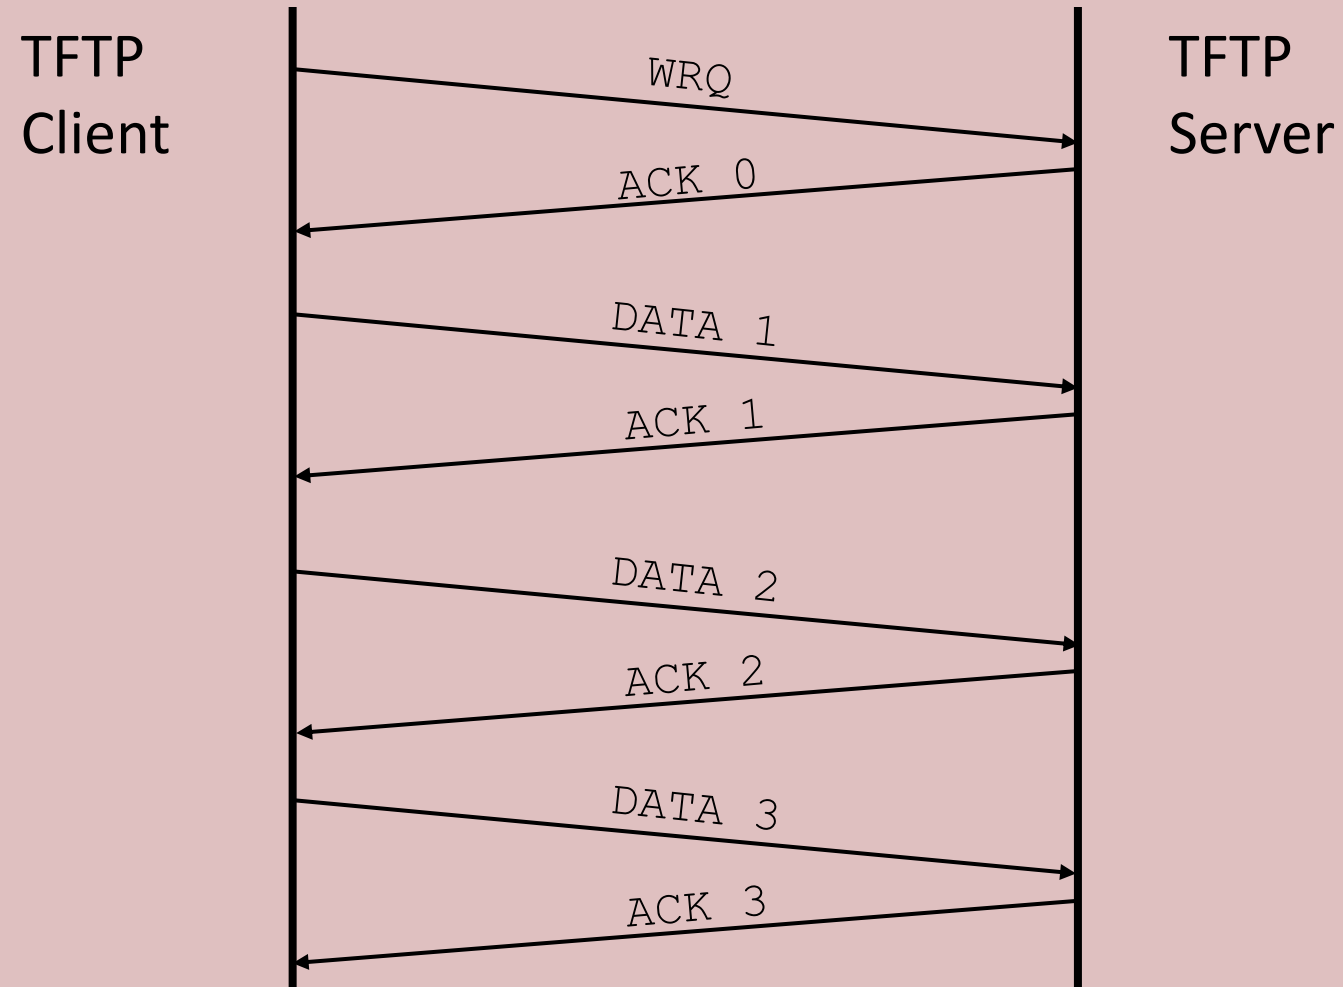 TFTP
Client
TFTP
Server
WRQ
ACK 0
DATA 1
ACK 1
DATA 2
ACK 2
DATA 3
ACK 3